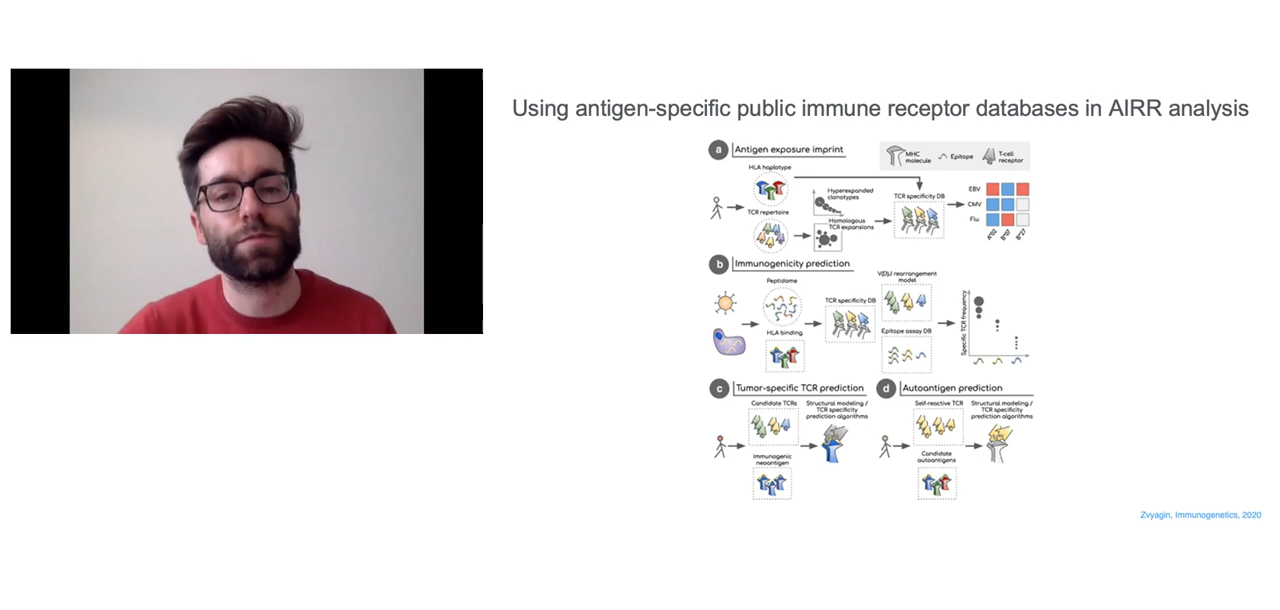 Using antigen-specific public immune receptor databases in AIRR analysis
a
Antigen exposure imprint
MHC
molecule
Epitope
T-cell
receptor
HLA haplotype
TCR repertoire
Hyperexpanded
clonotypes
Homologous
TCR expansions
TCR specificity DB
EBV
CMV
Flu
A*02
B*07
B*27
b
Immunogenicity prediction
Peptidome
HLA binding
TCR specificity DB
V(D)J rearrangement
model
Epitope assay DB
Specific TCR frequency
c
Tumor-specific TCR prediction
Candidate TCRs
Immunogenic
neoantigen
Structural modeling /
TCR specificity
prediction algorithms
d
Autoantigen prediction
Self-reactive TCR
Candidate
autoantigens
Structural modeling /
TCR specificity
prediction algorithms
Zvyagin, Immunogenetics, 2020